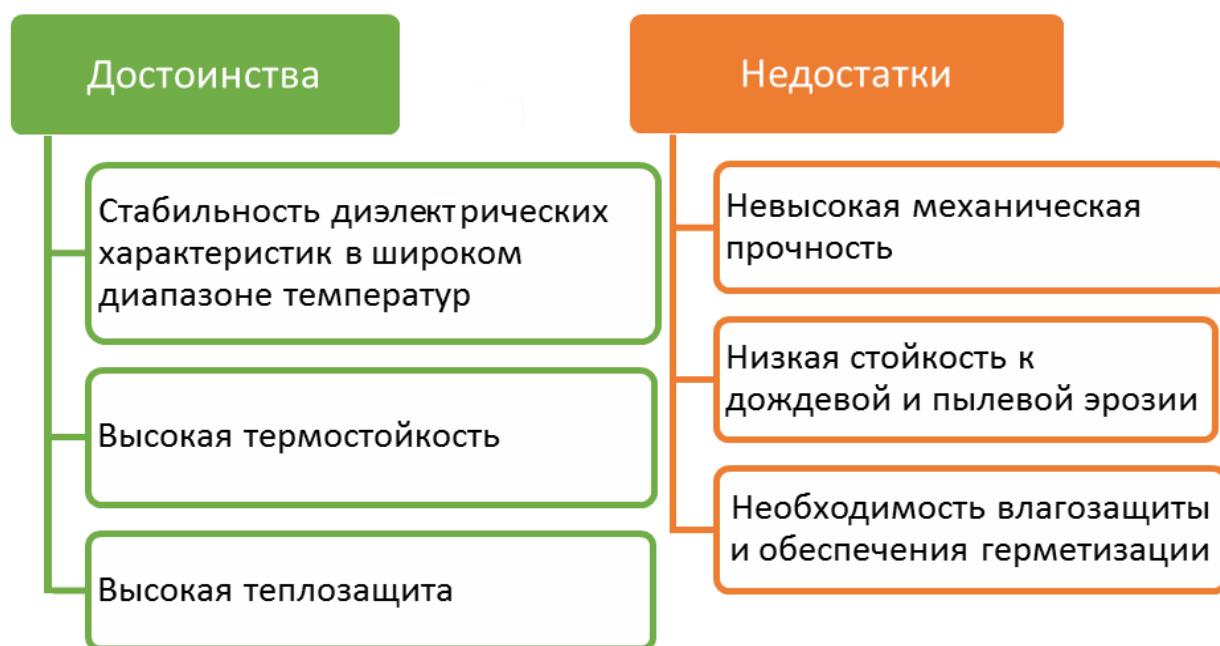 Достоинства
Стабильность диэлектрических
характеристик в широком
диапазоне температур
Высокая термостойкость
Высокая теплозащита
Недостатки
Невысокая механическая
прочность
Низкая стойкость к
дождевой и пылевой эрозии
Необходимость влагозащиты
и обеспечения герметизации